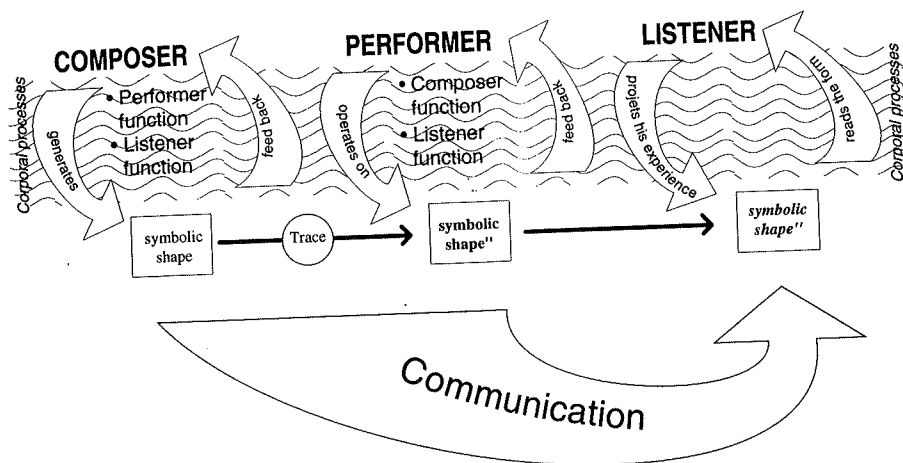 COMPOSER
PERFORMER
LISTENER
Corporal processes
generates
• Performer
function
• Listener
function
feed back
operates on
• Composer
function
• Listener
function
feed back
projets his experience
reads the form
Corporal processes
symbolic
shape
Trace
symbolic
shape"
symbolic
shape"
Communication